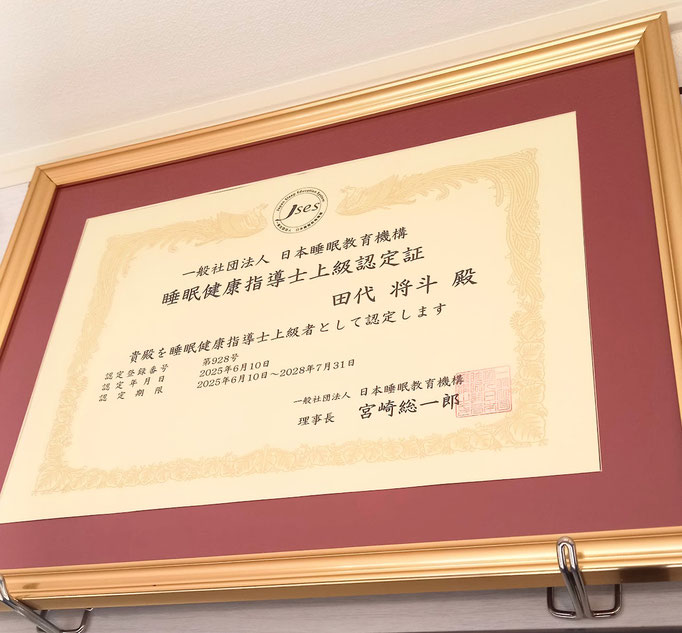 Japan Sleep Education Szien
Jses
一般社団法人 日本睡眠教育機構
睡眠健康指導士上級認定証
田代 将斗 殿
貴殿を睡眠健康指導士上級者として認定します
認定登録番号 第928号
認定年月日 2025年6月10日
認定期限 2025年6月10日~2028年7月31日
一般社団法人 日本睡眠教育機構
理事長 宮崎総一郎